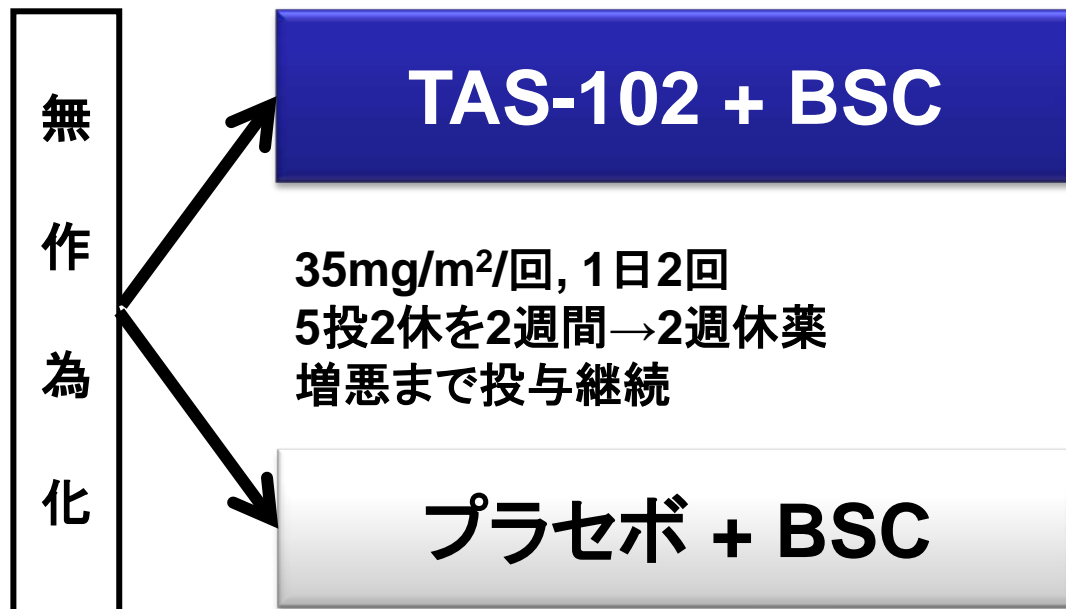 無作為化
TAS-102 + BSC
35mg/m²/回, 1日2回
5投2休を2週間→2週休薬
増悪まで投与継続
プラセボ + BSC